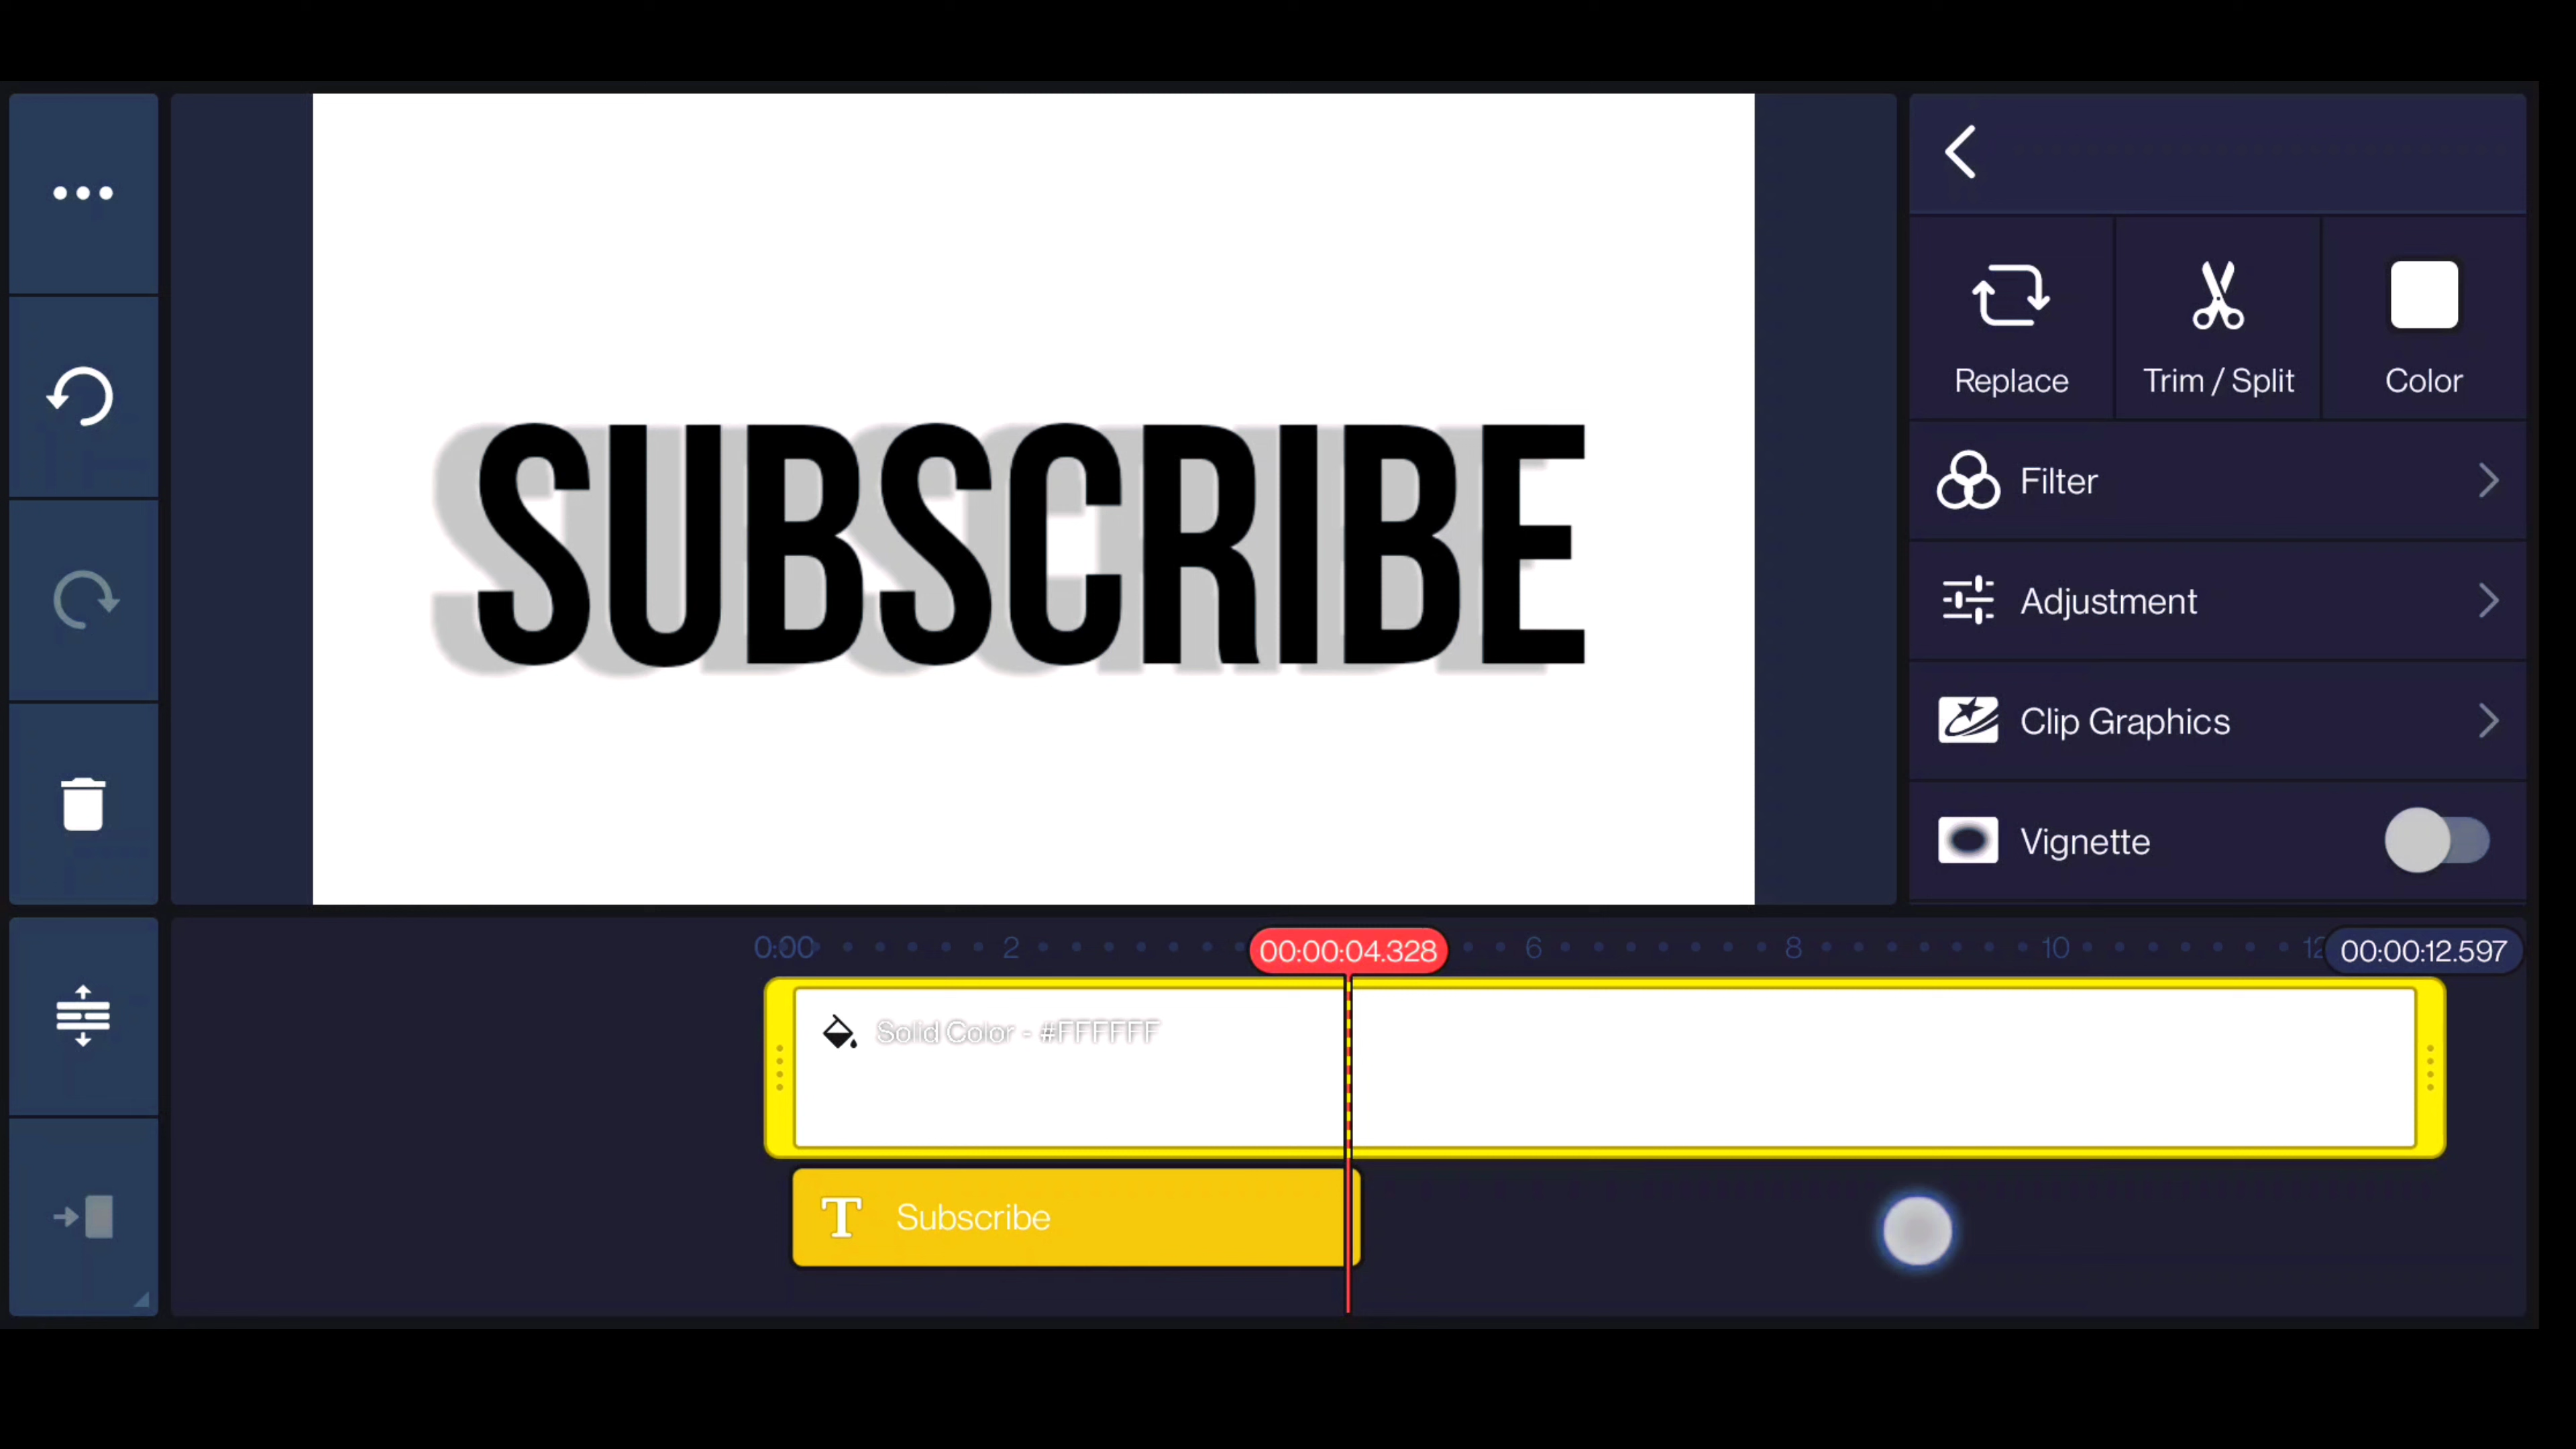 SUBSCRIBE
Replace
Trim / Split
Color
Filter
Adjustment
Clip Graphics
Vignette
0:00 2 00:00:04.328 6 8 10 12 00:00:12.597
Solid Color - #FFFFFF
T Subscribe